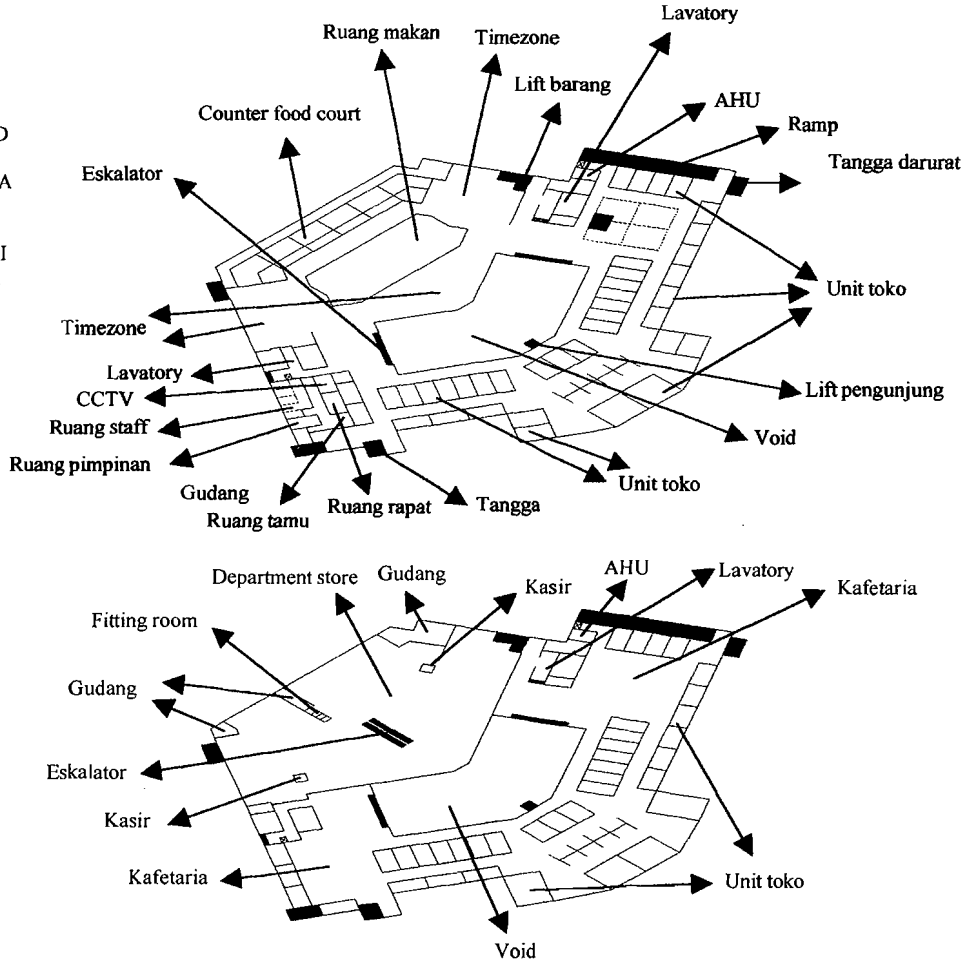 Lavatory
Ruang makan
Timezone
Lift barang
AHU
Counter food court
Ramp
D
Tangga darurat
Eskalator
A
I
Unit toko
Timezone
Lavatory
Lift pengunjung
CCTV
Ruang staff
Void
Ruang pimpinan
Unit toko
Gudang
Ruang rapat
Tangga
Ruang tamu
Department store
Gudang
AHU
Lavatory
Kasir
Kafetaria
Fitting room
Gudang
Eskalator
Kasir
Kafetaria
Unit toko
Void